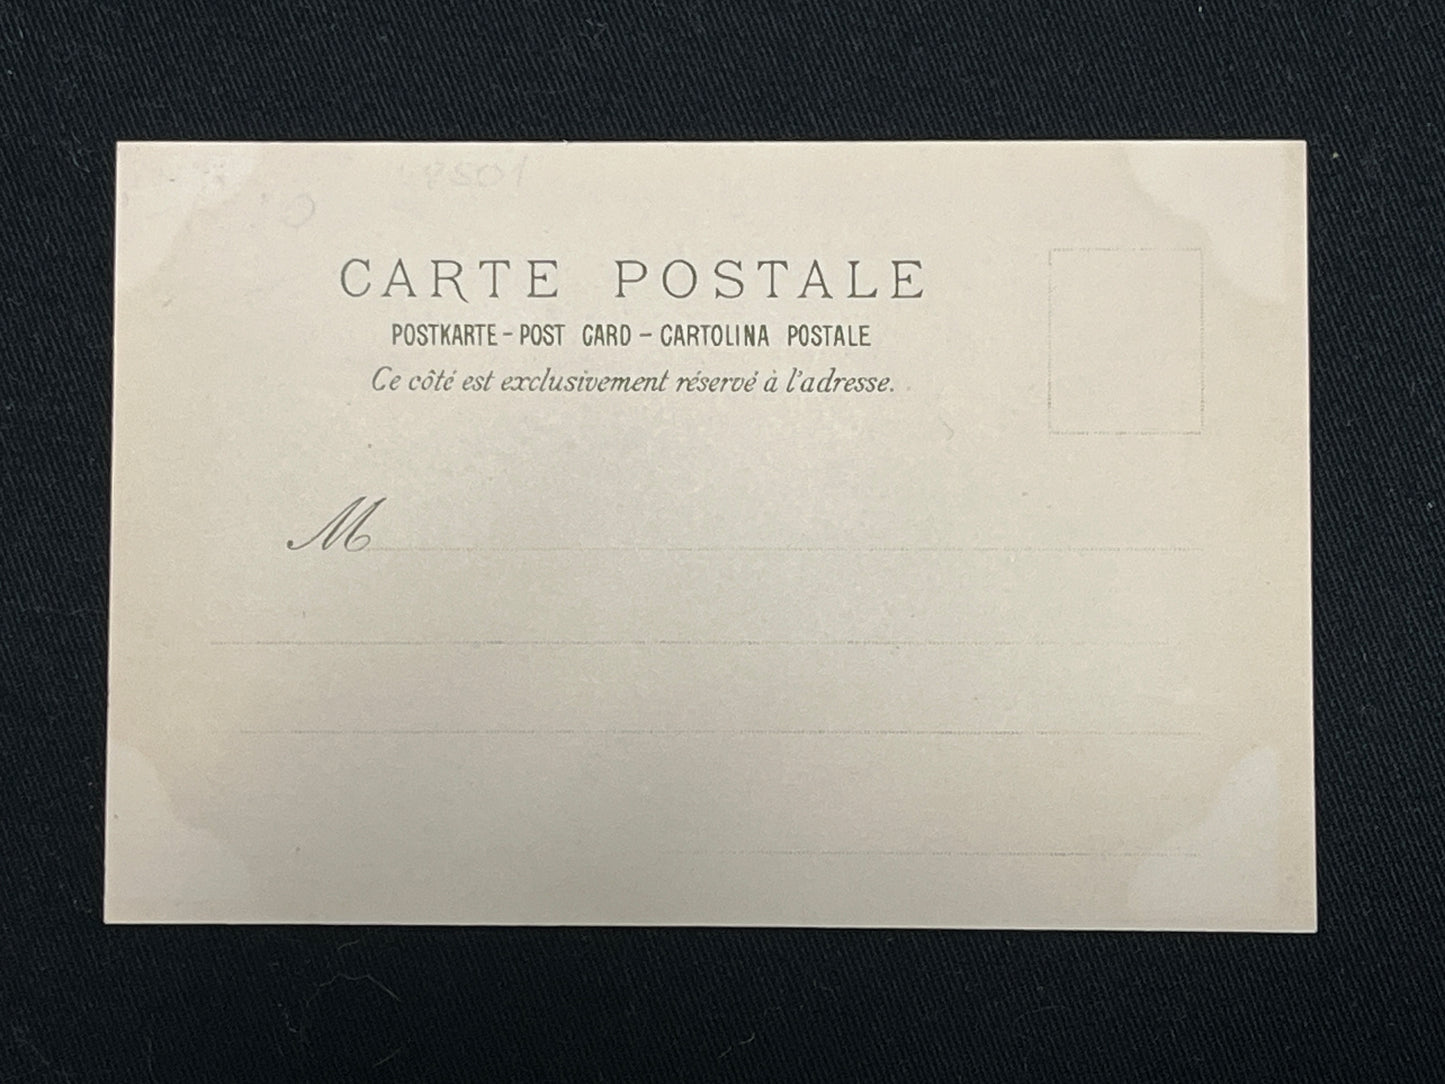 CARTE POSTALE
POSTKARTE - POST CARD - CARTOLINA POSTALE
Ce côté est exclusivement réservé à l'adresse.
M